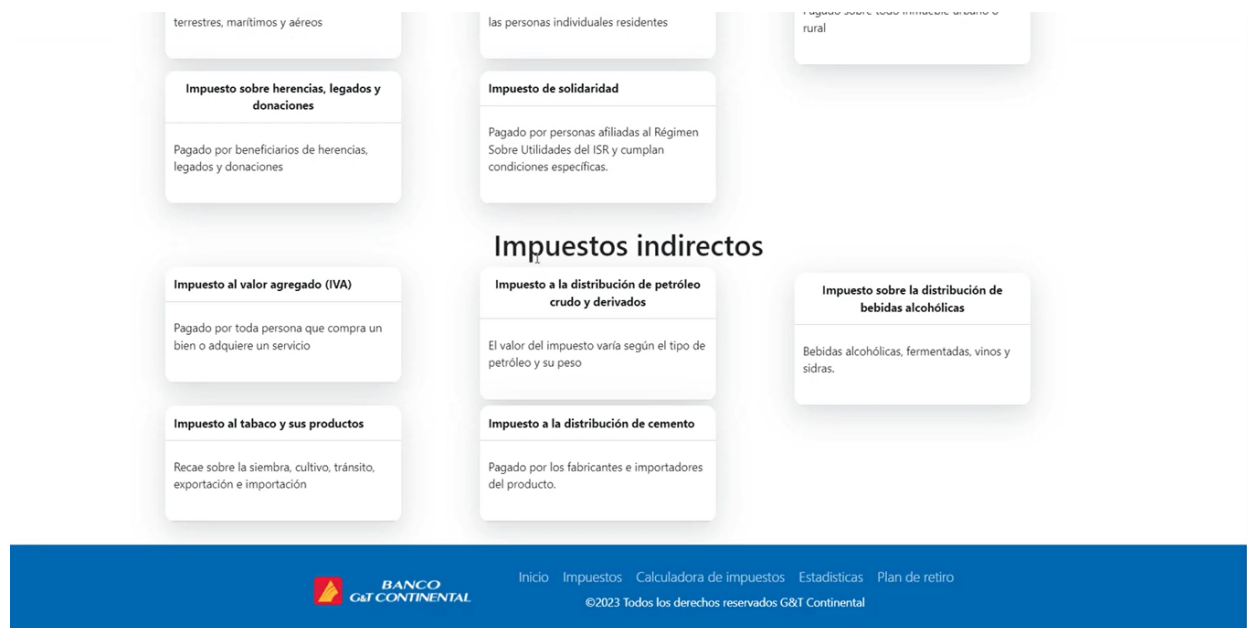 terrestres, marítimos y aéreos
las personas individuales residentes
Pagado sobre todo inmueble urbano o
rural
Impuesto sobre herencias, legados y
donaciones
Pagado por beneficiarios de herencias,
legados y donaciones
Impuesto de solidaridad
Pagado por personas afiliadas al Régimen
Sobre Utilidades del ISR y cumplan
condiciones específicas.
Impuestos indirectos
Impuesto al valor agregado (IVA)
Pagado por toda persona que compra un
bien o adquiere un servicio
Impuesto a la distribución de petróleo
crudo y derivados
El valor del impuesto varía según el tipo de
petróleo y su peso
Impuesto sobre la distribución de
bebidas alcohólicas
Bebidas alcohólicas, fermentadas, vinos y
sidras.
Impuesto al tabaco y sus productos
Recae sobre la siembra, cultivo, tránsito,
exportación e importación
Impuesto a la distribución de cemento
Pagado por los fabricantes e importadores
del producto.
BANCO
G&T CONTINENTAL
Inicio Impuestos Calculadora de impuestos Estadisticas Plan de retiro
©2023 Todos los derechos reservados G&T Continental